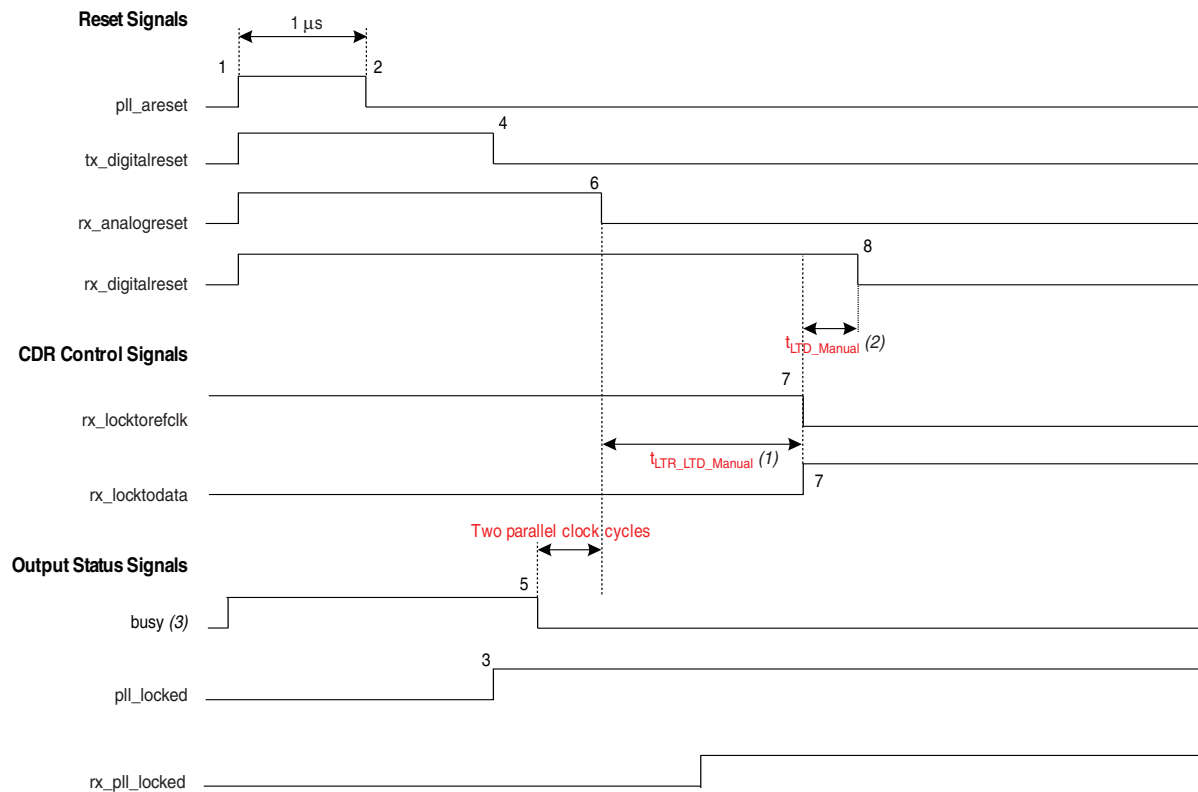 Reset Signals
1 μs
1
2
pll_areset
4
tx_digitalreset
6
rx_analogreset
8
rx_digitalreset
tLTD_Manual (2)
CDR Control Signals
7
rx_locktorefclk
tLTR_LTD_Manual (1)
7
rx_locktodata
Two parallel clock cycles
Output Status Signals
5
busy (3)
3
pll_locked
rx_pll_locked